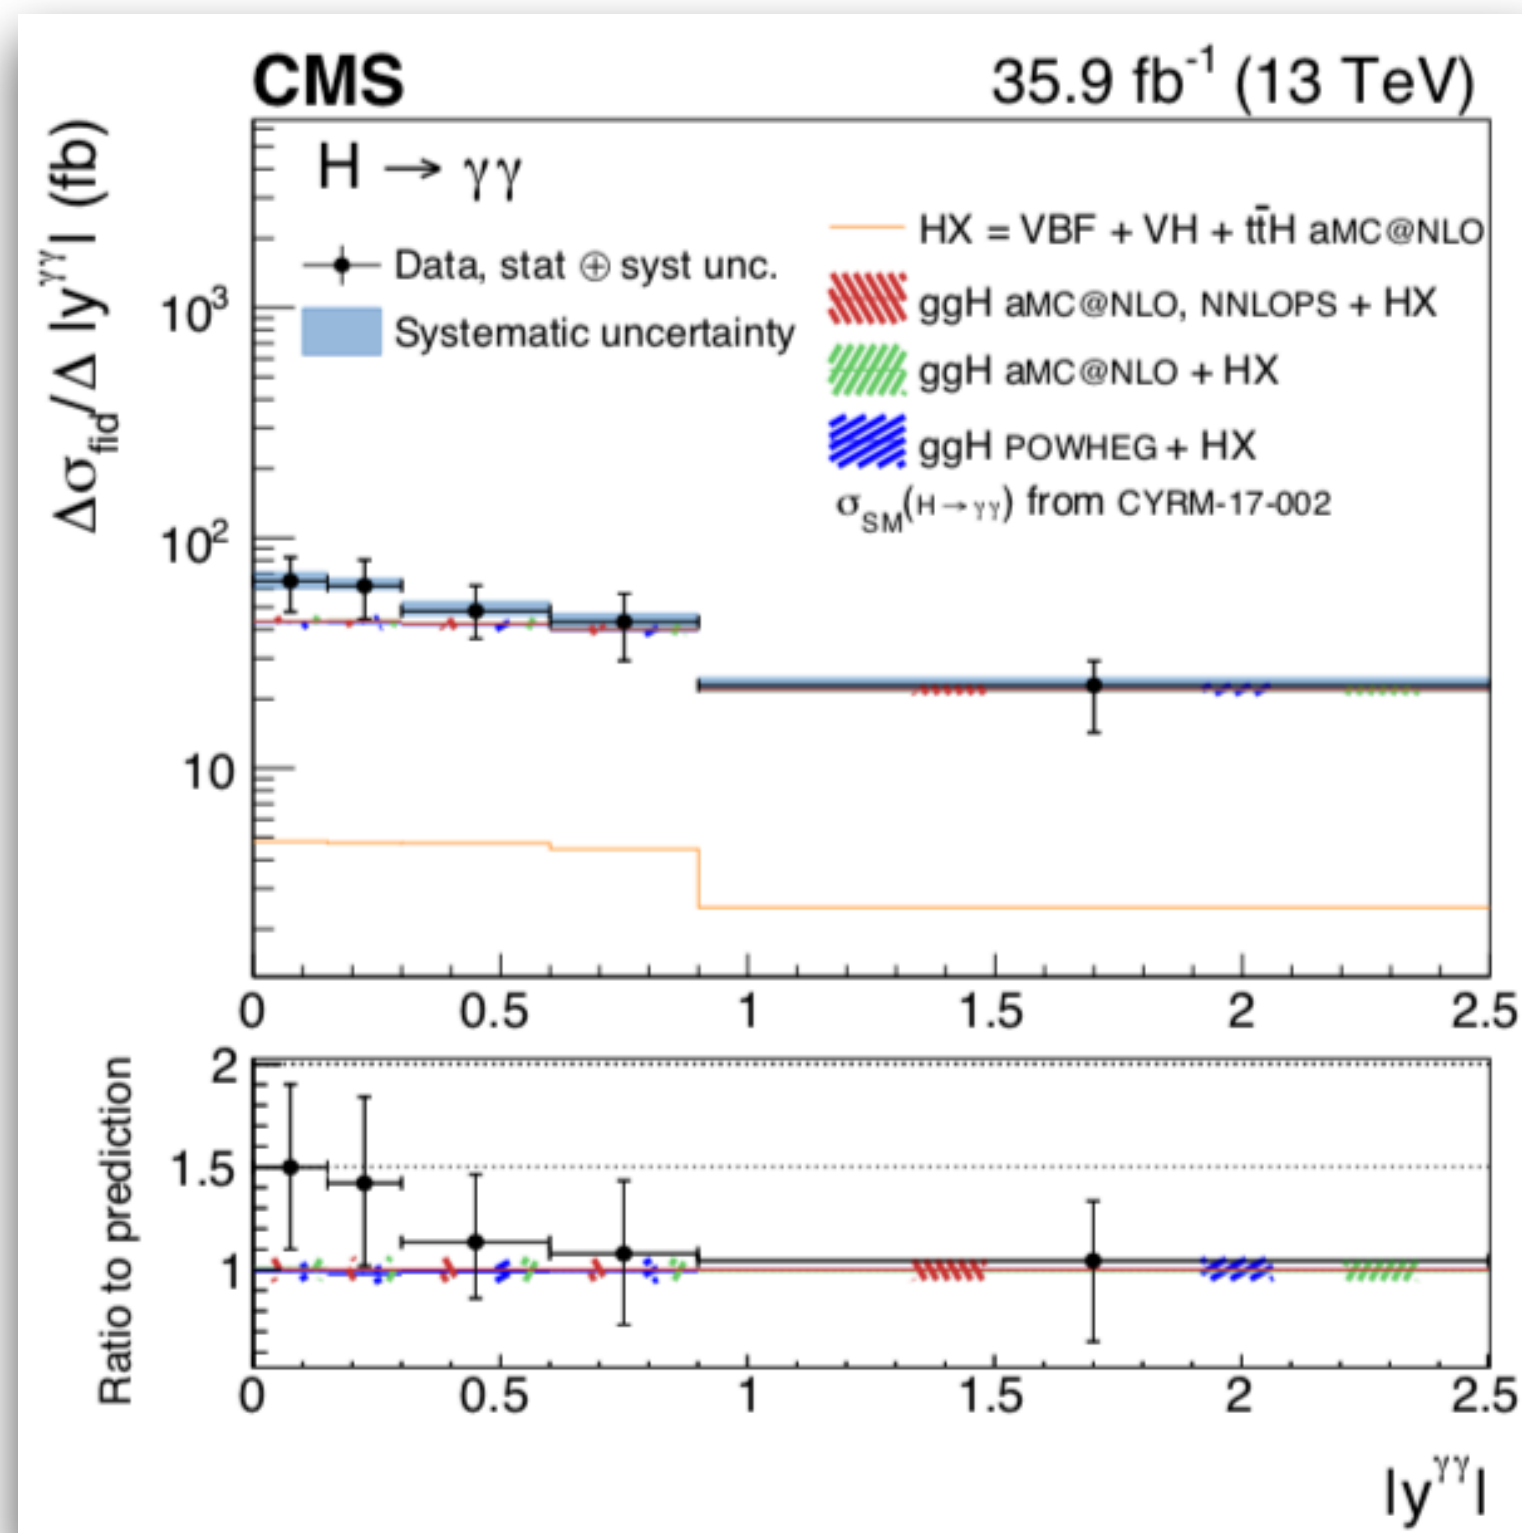 CMS 35.9 fb⁻¹ (13 TeV)
Δσfid/Δ |y^γγ| (fb)
H → γγ
Data, stat ⊕ syst unc.
Systematic uncertainty
HX = VBF + VH + tt̄H aMC@NLO
ggH aMC@NLO, NNLOPS + HX
ggH aMC@NLO + HX
ggH POWHEG + HX
σSM(H→γγ) from CYRM-17-002
10³
10²
10
0 0.5 1 1.5 2 2.5
Ratio to prediction
2
1.5
1
0 0.5 1 1.5 2 2.5
|y^γγ|